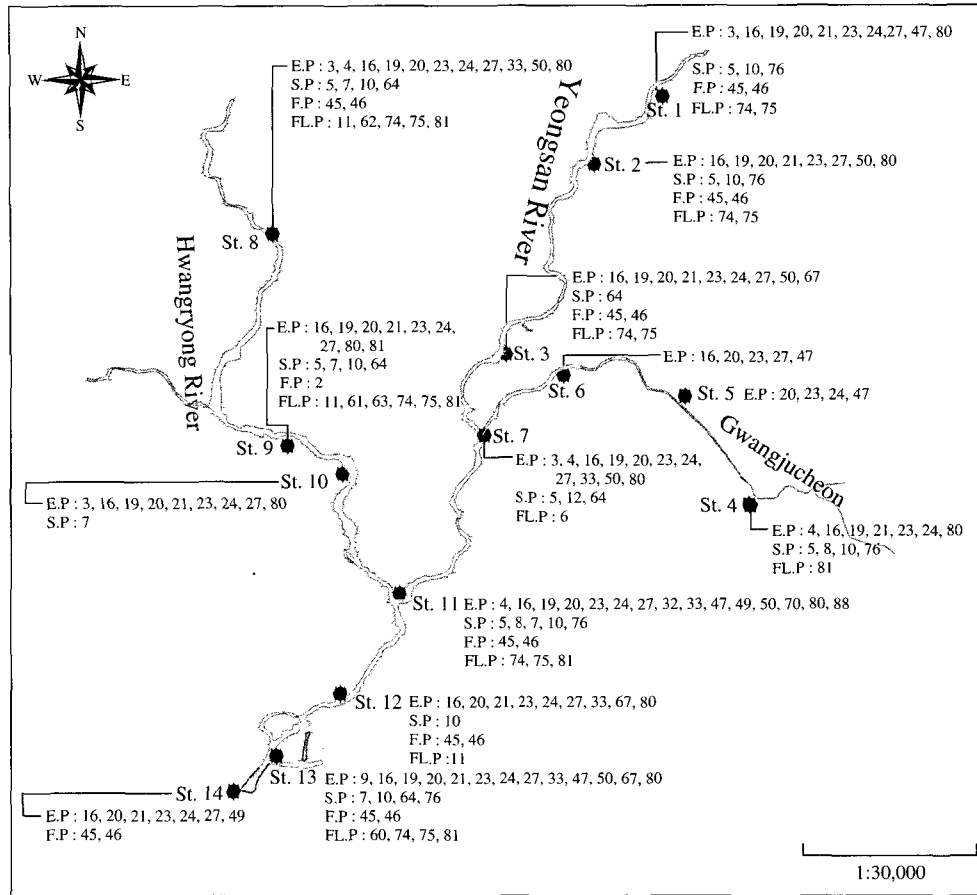 N
W E
S
E.P : 3, 16, 19, 20, 21, 23, 24,27, 47, 80
S.P : 5, 10, 76
F.P : 45, 46
FL.P : 74, 75
St. 1
E.P : 3, 4, 16, 19, 20, 23, 24, 27, 33, 50, 80
S.P : 5, 7, 10, 64
F.P : 45, 46
FL.P : 11, 62, 74, 75, 81
St. 8
Yeongsan River
St. 2
E.P : 16, 19, 20, 21, 23, 27, 50, 80
S.P : 5, 10, 76
F.P : 45, 46
FL.P : 74, 75
Hwangryong River
E.P : 16, 19, 20, 21, 23, 24, 27, 50, 67
S.P : 64
F.P : 45, 46
FL.P : 74, 75
St. 3
E.P : 16, 19, 20, 21, 23, 24,
27, 80, 81
S.P : 5, 7, 10, 64
F.P : 2
FL.P : 11, 61, 63, 74, 75, 81
St. 9
E.P : 16, 20, 23, 27, 47
St. 6
St. 5 E.P : 20, 23, 24, 47
Gwangjucheon
St. 7
E.P : 3, 4, 16, 19, 20, 23, 24,
27, 33, 50, 80
S.P : 5, 12, 64
FL.P : 6
St. 10
E.P : 3, 16, 19, 20, 21, 23, 24, 27, 80
S.P : 7
St. 4
E.P : 4, 16, 19, 21, 23, 24, 80
S.P : 5, 8, 10, 76
FL.P : 81
St. 11 E.P : 4, 16, 19, 20, 23, 24, 27, 32, 33, 47, 49, 50, 70, 80, 88
S.P : 5, 8, 7, 10, 76
F.P : 45, 46
FL.P : 74, 75, 81
St. 12 E.P : 16, 20, 21, 23, 24, 27, 33, 67, 80
S.P : 10
F.P : 45, 46
FL.P : 11
St. 13 E.P : 9, 16, 19, 20, 21, 23, 24, 27, 33, 47, 50, 67, 80
S.P : 7, 10, 64, 76
F.P : 45, 46
FL.P : 60, 74, 75, 81
St. 14
E.P : 16, 20, 21, 23, 24, 27, 49
F.P : 45, 46
1:30,000